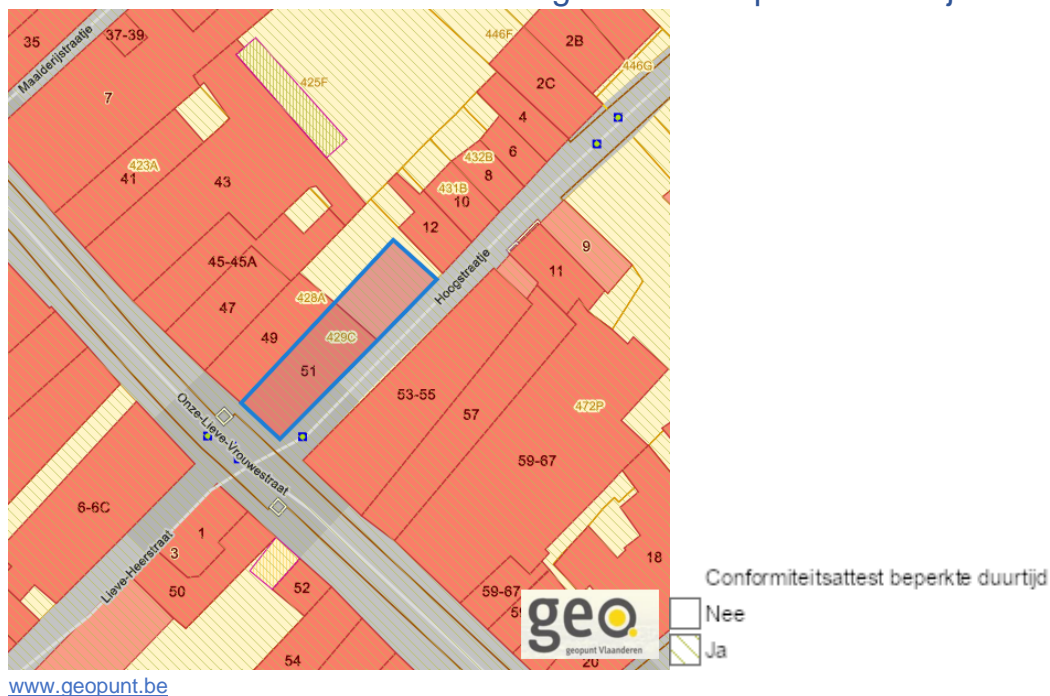 35
37-39
Maalderijstraatje
7
425F
446F
2B
446G
2C
4
6
432B
8
431B
10
12
423A
41
43
45-45A
47
428A
49
429C
51
Hoogstraatje
9
11
53-55
57
472P
59-67
Onze-Lieve-Vrouwestraat
6-6C
Lieve-Heerstraat
1
3
50
52
54
18
59-67
20
geo.
geopunt Vlaanderen
Conformiteitsattest beperkte duurtijd
Nee
Ja
www.geopunt.be